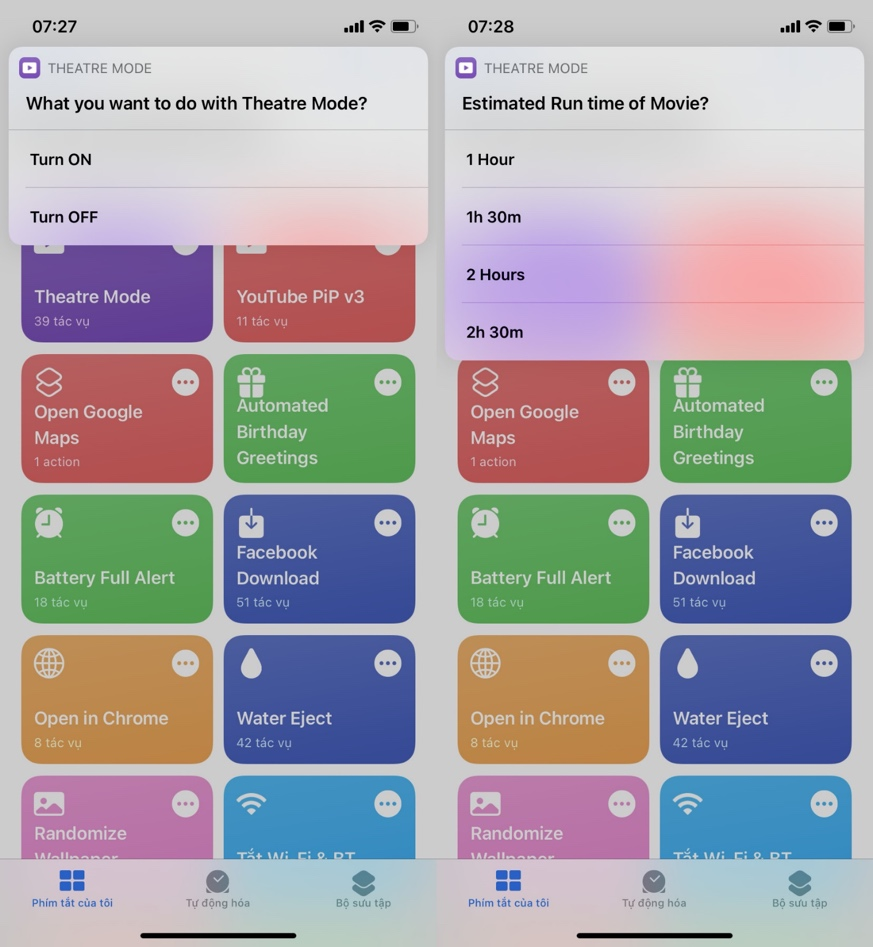 07:27
THEATRE MODE
What you want to do with Theatre Mode?
Turn ON
Turn OFF
Theatre Mode
39 tác vụ
YouTube PiP v3
11 tác vụ
Open Google
Maps
1 action
Automated
Birthday
Greetings
Battery Full Alert
18 tác vụ
Facebook
Download
51 tác vụ
Open in Chrome
8 tác vụ
Water Eject
42 tác vụ
Randomize
Wallpaper
Tắt Wi-Fi & BT
Phím tắt của tôi
Tự động hóa
Bộ sưu tập
07:28
THEATRE MODE
Estimated Run time of Movie?
1 Hour
1h 30m
2 Hours
2h 30m
Open Google
Maps
1 action
Automated
Birthday
Greetings
Battery Full Alert
18 tác vụ
Facebook
Download
51 tác vụ
Open in Chrome
8 tác vụ
Water Eject
42 tác vụ
Randomize
Wallpaper
Tắt Wi-Fi & BT
Phím tắt của tôi
Tự động hóa
Bộ sưu tập